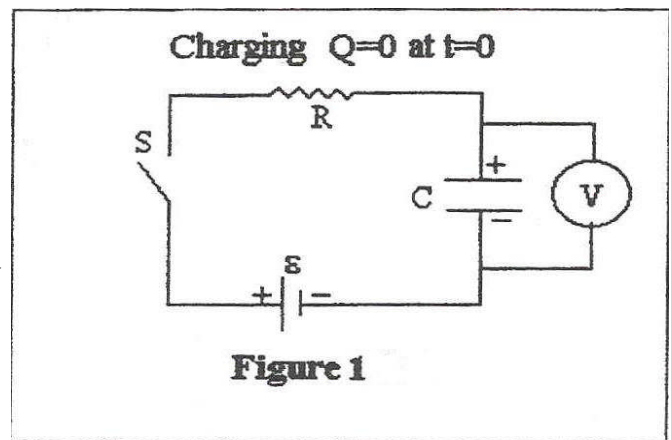 Charging Q=0 at t=0
R
S
+
C
V
−
ε
+ −
Figure 1